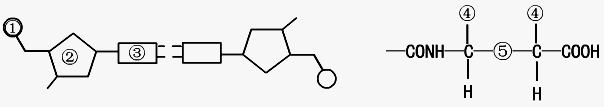 ① ② ③
④ ④
—CONH—C—⑤—C—COOH
H H